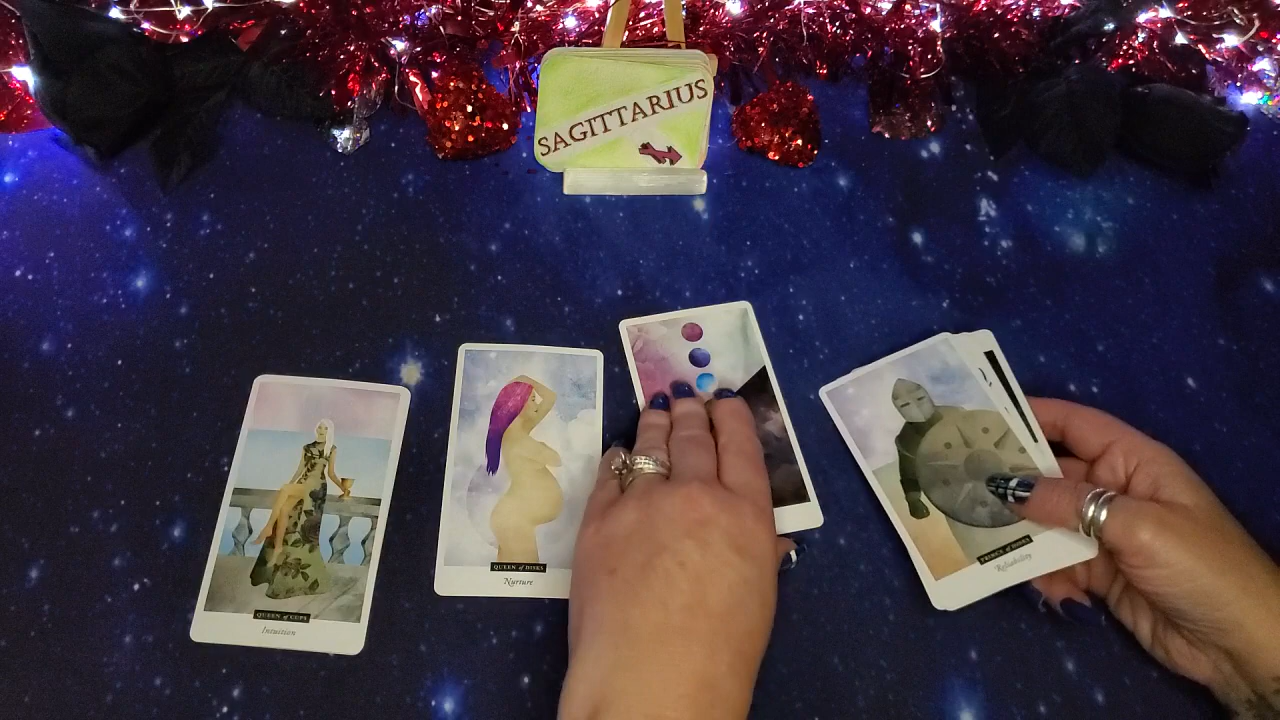 SAGITTARIUS
QUEEN of CUPS
Intuition
QUEEN of DISKS
Nurture
PRINCE of DISKS
Reliability